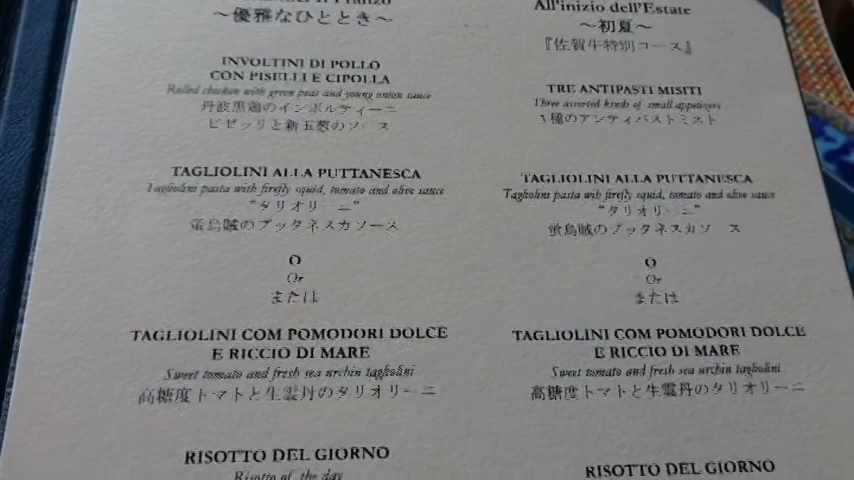 ～優雅なひととき～
INVOLTINI DI POLLO
CON PISELLI E CIPOLLA
Rolled chicken with green peas and young onion sauce
丹波黒鶏のインボルティーニ
ピゼッリと新玉葱のソース
TAGLIOLINI ALLA PUTTANESCA
Tagliolini pasta with firefly squid, tomato and olive sauce
“タリオリーニ”
蛍烏賊のプッタネスカソース
O
Or
または
TAGLIOLINI COM POMODORI DOLCE
E RICCIO DI MARE
Sweet tomato and fresh sea urchin tagliolini
高糖度トマトと生雲丹のタリオリーニ
RISOTTO DEL GIORNO
Risotto of the day
All'inizio dell'Estate
～初夏～
『佐賀牛特別コース』
TRE ANTIPASTI MISITI
Three assorted kinds of small appetizers
3種のアンティパストミスト
TAGLIOLINI ALLA PUTTANESCA
Tagliolini pasta wih firefly squid, tomato and olive sauce
“タリオリーニ”
蛍烏賊のプッタネスカソース
O
Or
または
TAGLIOLINI COM POMODORI DOLCE
E RICCIO DI MARE
Sweet tomato and fresh sea urchin tagliolini
高糖度トマトと生雲丹のタリオリーニ
RISOTTO DEL GIORNO